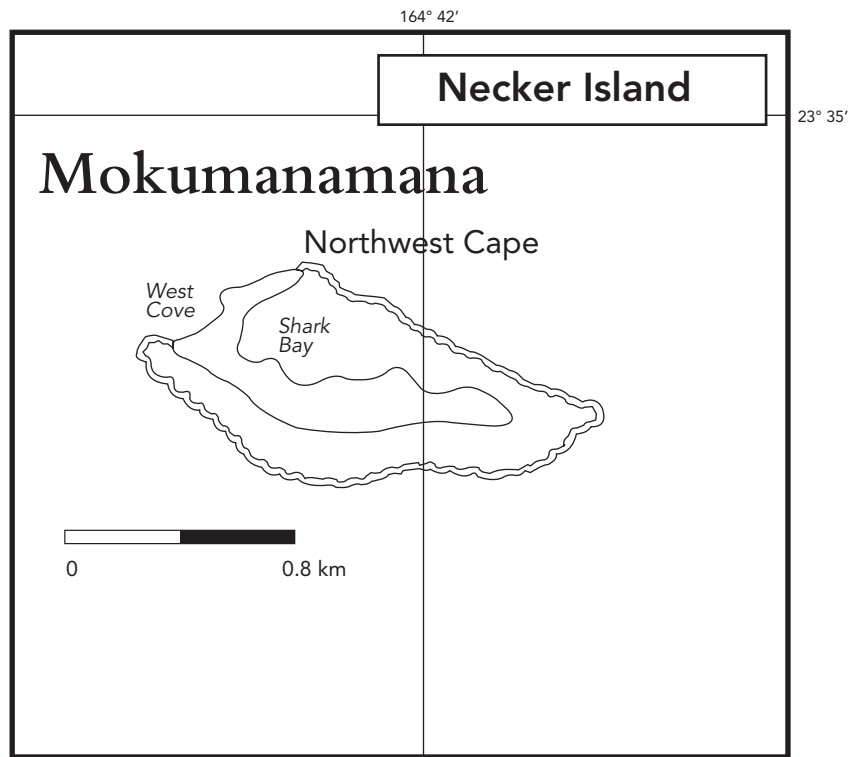 164° 42′
Necker Island
23° 35′
Mokumanamana
Northwest Cape
West
Cove
Shark
Bay
0
0.8 km